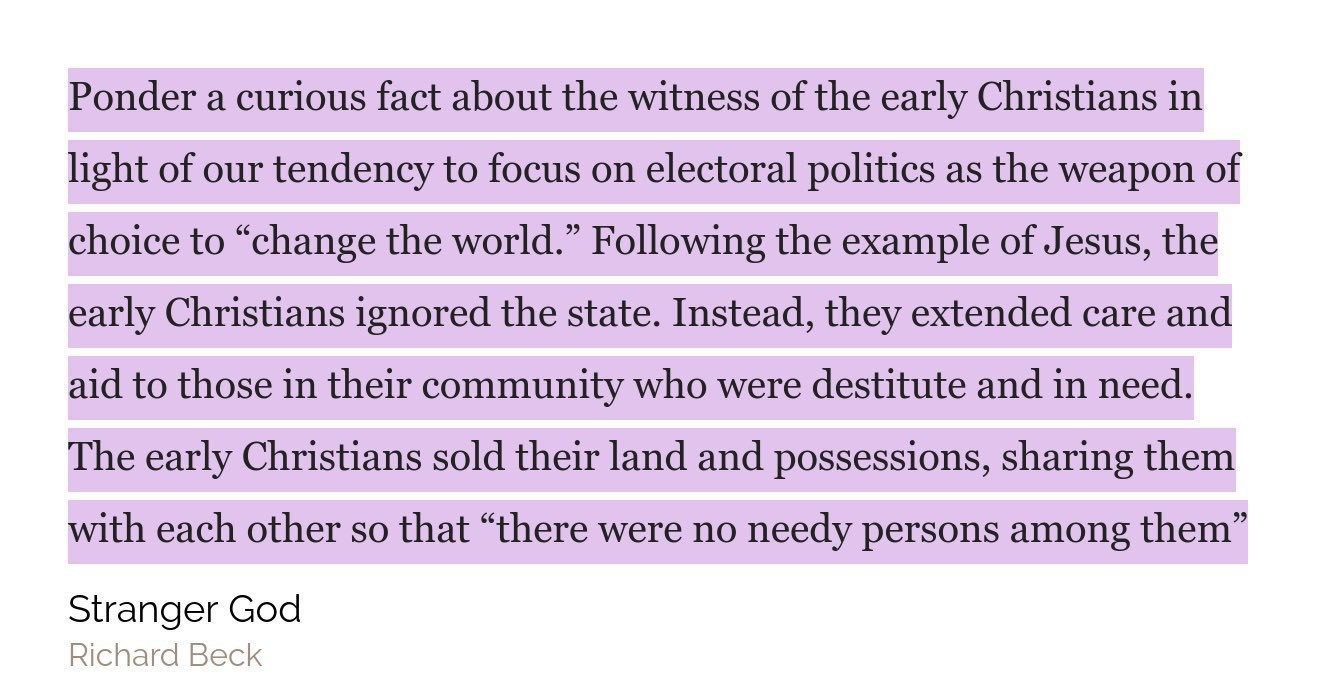 Ponder a curious fact about the witness of the early Christians in
light of our tendency to focus on electoral politics as the weapon of
choice to “change the world.” Following the example of Jesus, the
early Christians ignored the state. Instead, they extended care and
aid to those in their community who were destitute and in need.
The early Christians sold their land and possessions, sharing them
with each other so that “there were no needy persons among them”
Stranger God
Richard Beck